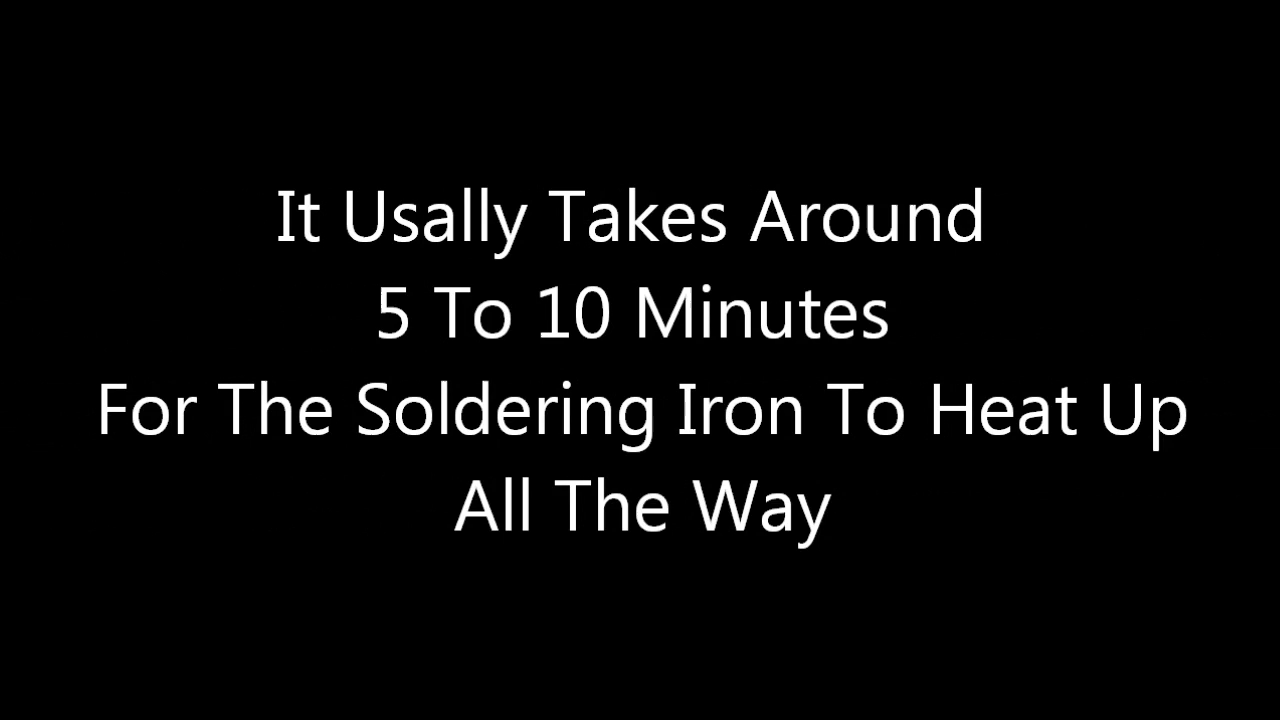 It Usally Takes Around
5 To 10 Minutes
For The Soldering Iron To Heat Up
All The Way